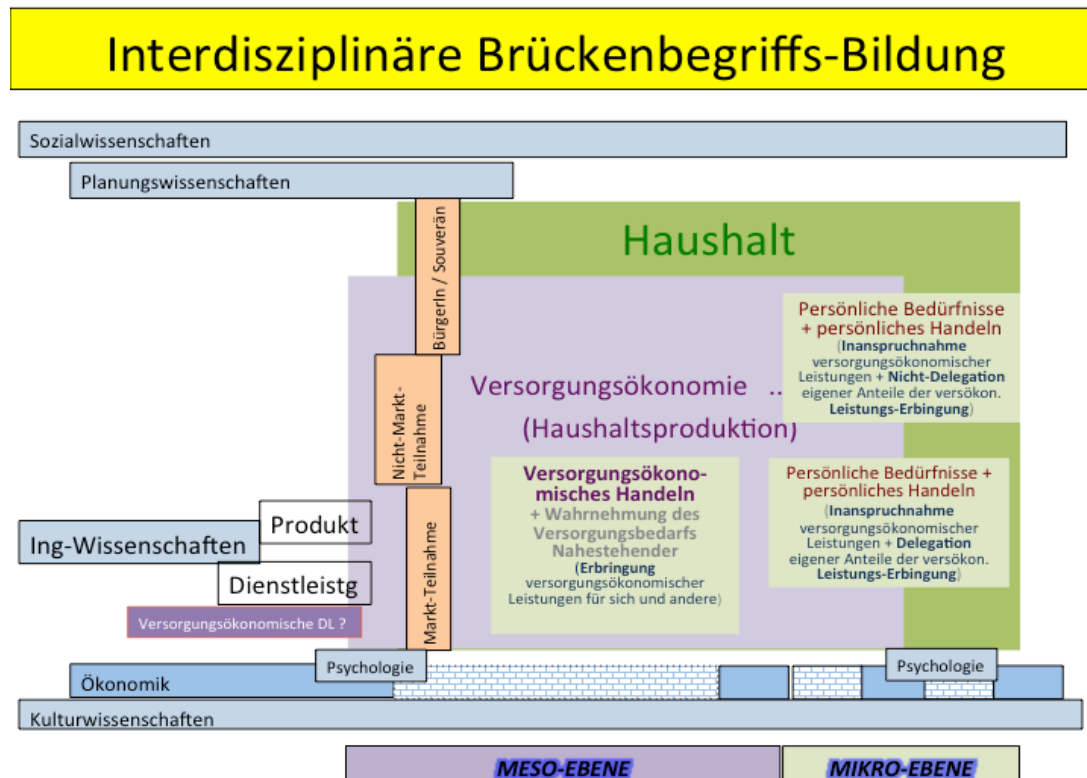 Interdisziplinäre Brückenbegriffs-Bildung
Sozialwissenschaften
Planungswissenschaften
BürgerIn / Souverän
Haushalt
Persönliche Bedürfnisse
+ persönliches Handeln
(Inanspruchnahme
versorgungsökonomischer
Leistungen + Nicht-Delegation
eigener Anteile der versökon.
Leistungs-Erbingung)
Nicht-Markt-
Teilnahme
Versorgungsökonomie ..
(Haushaltsproduktion)
Versorgungsökono-
misches Handeln
+ Wahrnehmung des
Versorgungsbedarfs
Nahestehender
(Erbringung
versorgungsökonomischer
Leistungen für sich und andere)
Persönliche Bedürfnisse +
persönliches Handeln
(Inanspruchnahme
versorgungsökonomischer
Leistungen + Delegation
eigener Anteile der versökon.
Leistungs-Erbingung)
Markt-Teilnahme
Produkt
Ing-Wissenschaften
Dienstleistg
Versorgungsökonomische DL ?
Psychologie
Psychologie
Ökonomik
Kulturwissenschaften
MESO-EBENE
MIKRO-EBENE